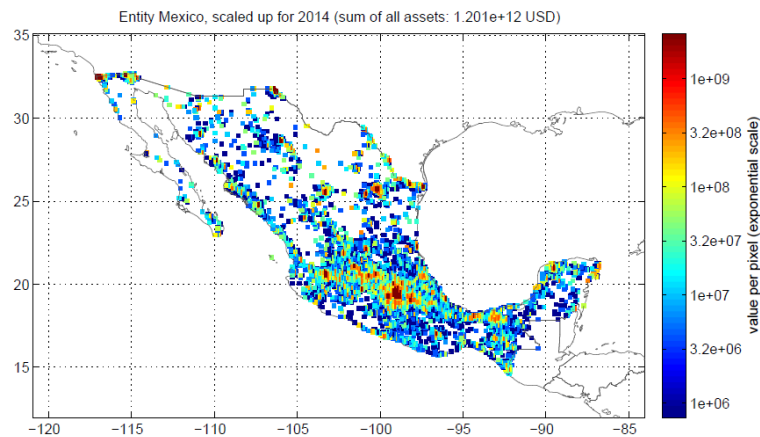 Entity Mexico, scaled up for 2014 (sum of all assets: 1.201e+12 USD)
35
30
25
20
15
−120
−115
−110
−105
−100
−95
−90
−85
1e+09
3.2e+08
1e+08
3.2e+07
1e+07
3.2e+06
1e+06
value per pixel (exponential scale)